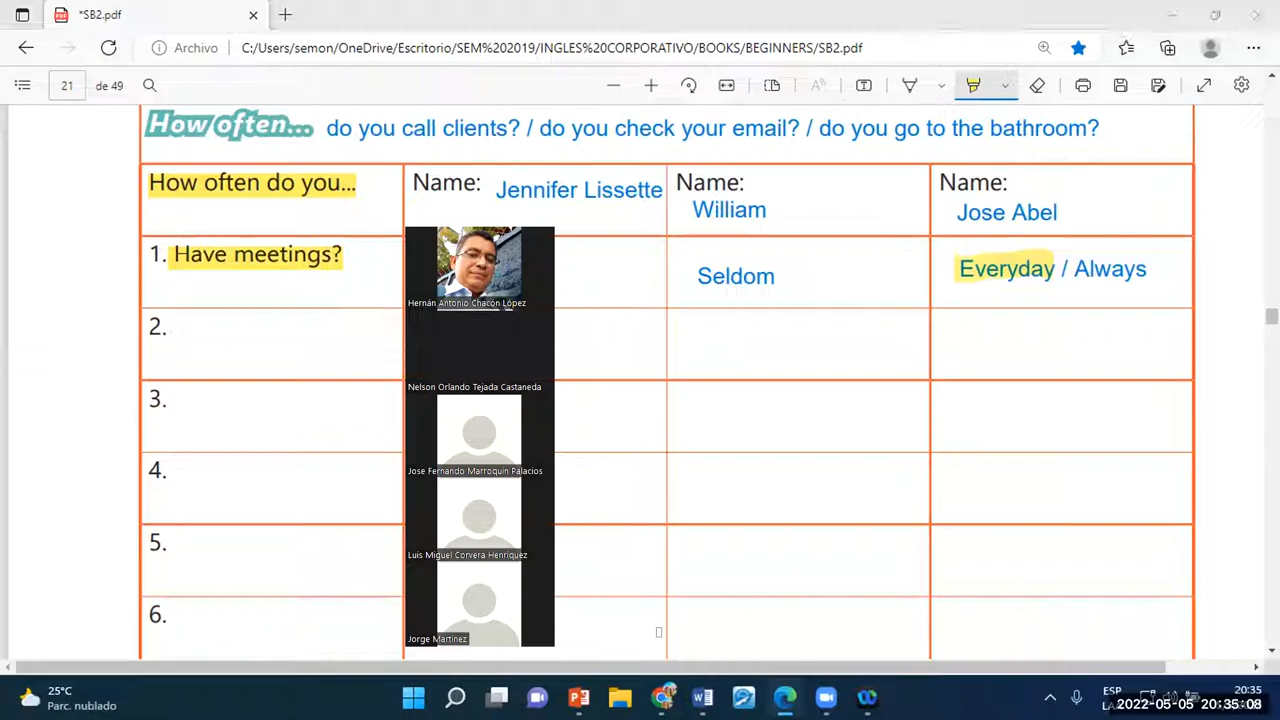 *SB2.pdf
Archivo C:/Users/semon/OneDrive/Escritorio/SEM%202019/INGLES%20CORPORATIVO/BOOKS/BEGINNERS/SB2.pdf
21 de 49
How often... do you call clients? / do you check your email? / do you go to the bathroom?
How often do you... Name: Jennifer Lissette Name: William Name: Jose Abel
1. Have meetings? Seldom Everyday / Always
Hernán Antonio Chacón López
2.
Nelson Orlando Tejada Castaneda
3.
Jose Fernando Marroquin Palacios
4.
Luis Miguel Corvera Henriquez
5.
6.
Jorge Martinez
25°C ESP 20:35
Parc. nublado
2022-05-05 20:35:08